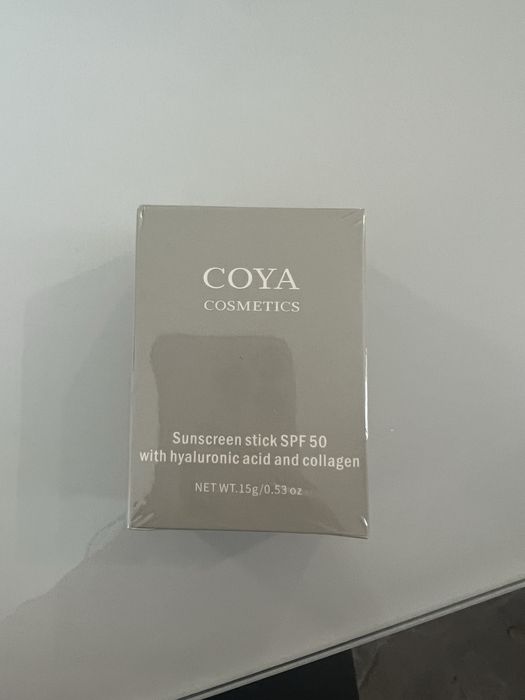 COYA
COSMETICS
Sunscreen stick SPF 50
with hyaluronic acid and collagen
NET WT.15g/0.53 oz